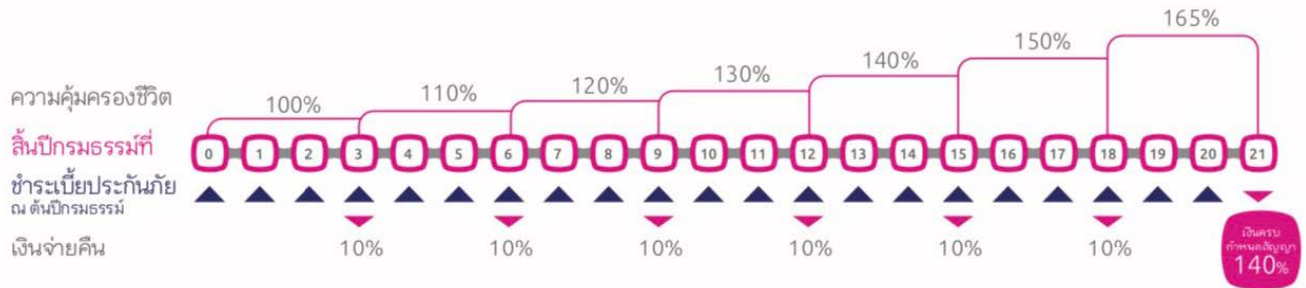 165%
150%
140%
130%
120%
110%
100%
ความคุ้มครองชีวิต
สิ้นปีกรมธรรม์ที่ 0 1 2 3 4 5 6 7 8 9 10 11 12 13 14 15 16 17 18 19 20 21
ชำระเบี้ยประกันภัย
ณ ต้นปีกรมธรรม์
เงินจ่ายคืน 10% 10% 10% 10% 10% 10%
เงินครบ
กำหนดสัญญา
140%